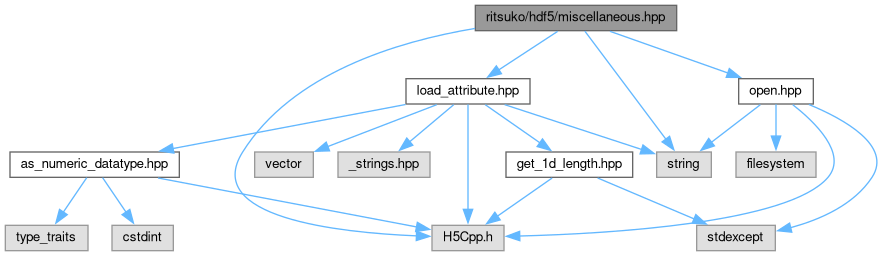 ritsuko/hdf5/miscellaneous.hpp
load_attribute.hpp
open.hpp
as_numeric_datatype.hpp
vector
_strings.hpp
get_1d_length.hpp
string
filesystem
type_traits
cstdint
H5Cpp.h
stdexcept